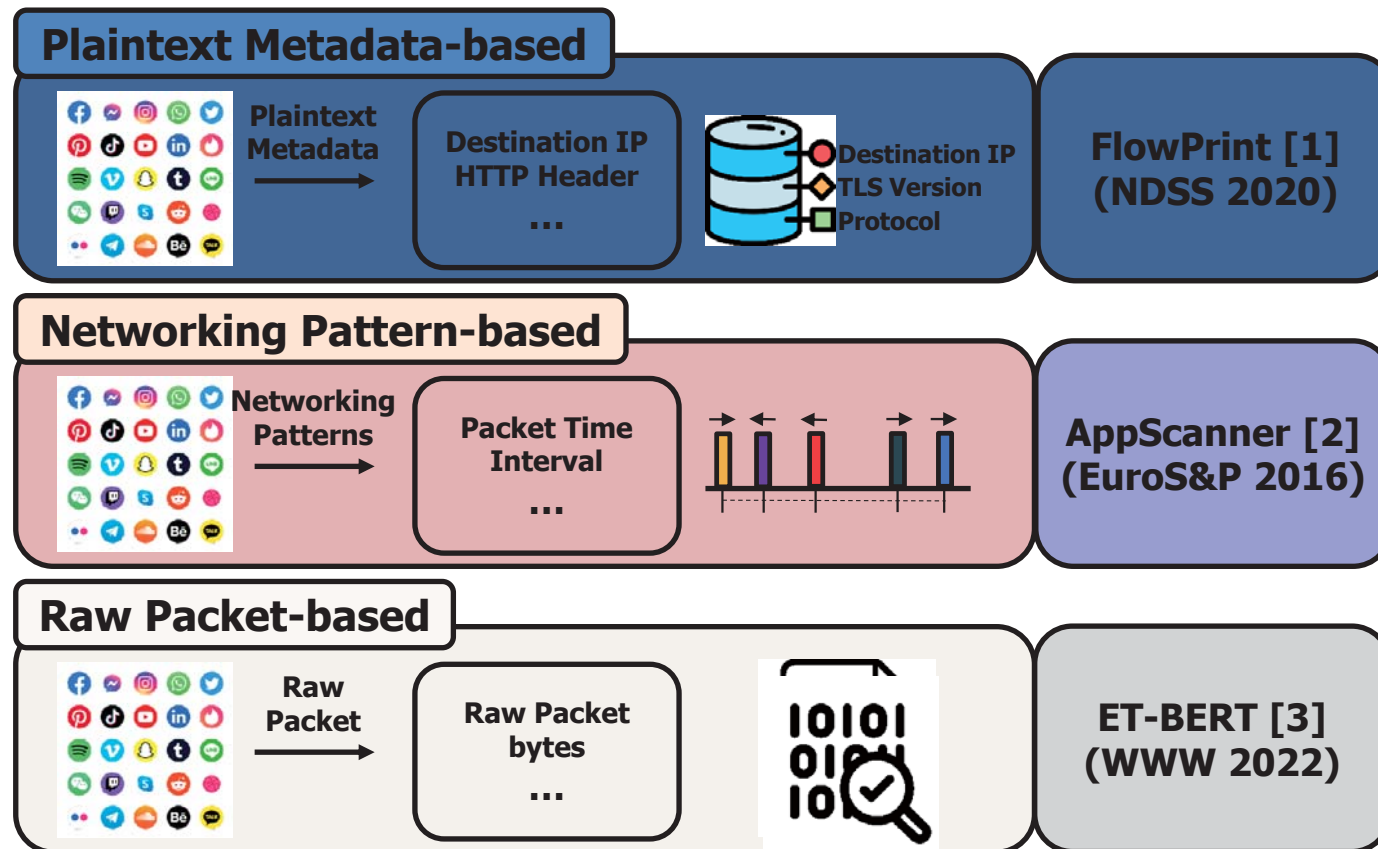 Plaintext Metadata-based
Plaintext
Metadata
Destination IP
HTTP Header
...
Destination IP
TLS Version
Protocol
FlowPrint [1]
(NDSS 2020)
Networking Pattern-based
Networking
Patterns
Packet Time
Interval
...
AppScanner [2]
(EuroS&P 2016)
Raw Packet-based
Raw
Packet
Raw Packet
bytes
...
10101
10
ET-BERT [3]
(WWW 2022)